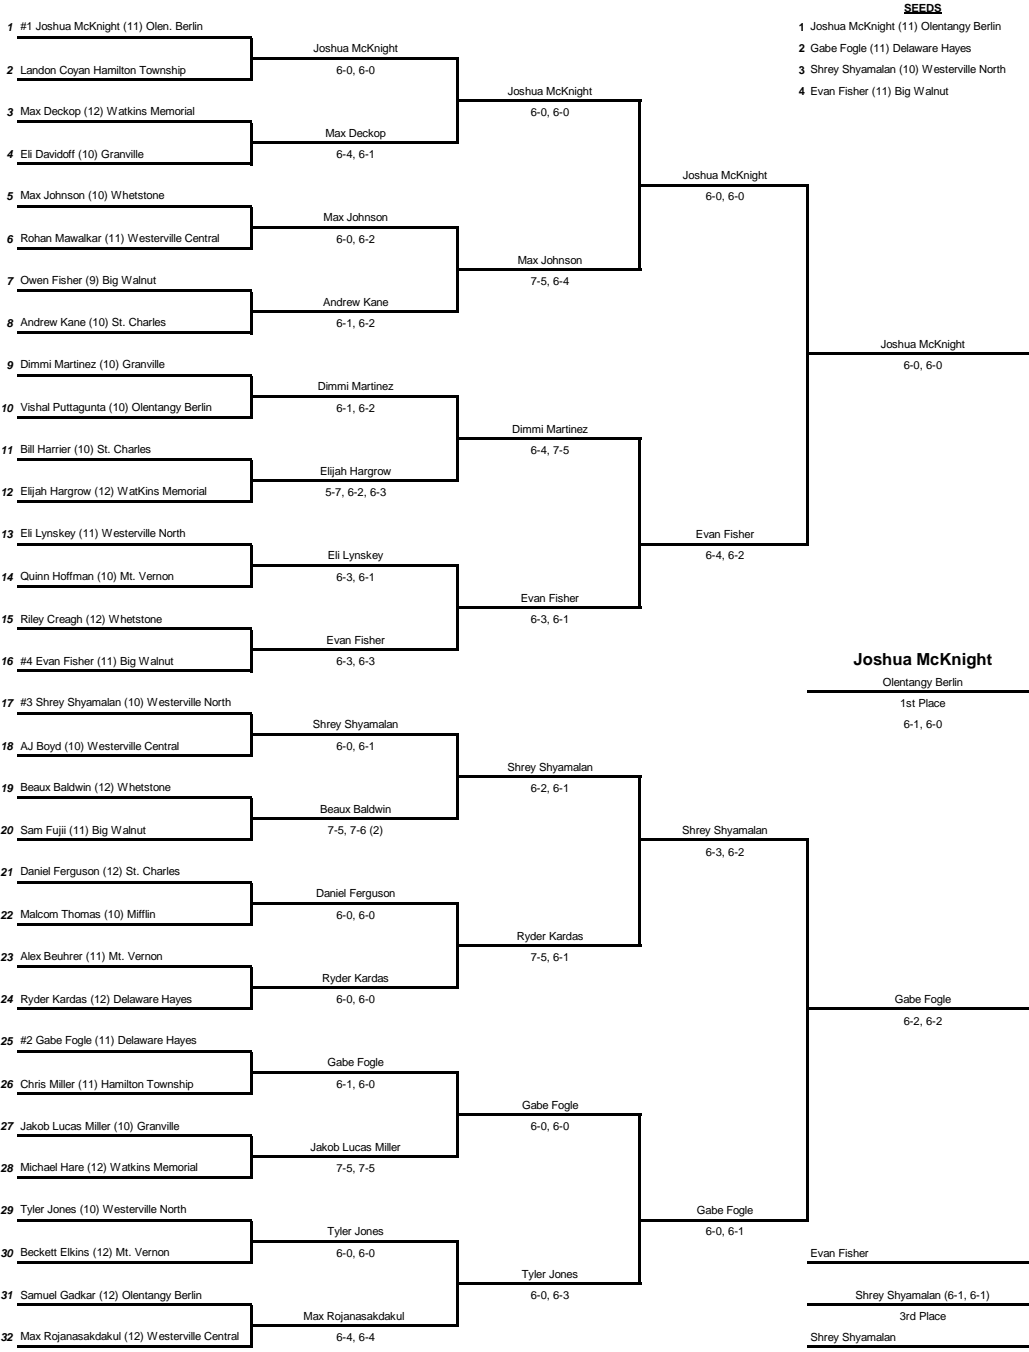 SEEDS
1 Joshua McKnight (11) Olentangy Berlin
2 Gabe Fogle (11) Delaware Hayes
3 Shrey Shyamalan (10) Westerville North
4 Evan Fisher (11) Big Walnut
1 #1 Joshua McKnight (11) Olen. Berlin
Joshua McKnight
6-0, 6-0
2 Landon Coyan Hamilton Township
Joshua McKnight
6-0, 6-0
3 Max Deckop (12) Watkins Memorial
Max Deckop
6-4, 6-1
4 Eli Davidoff (10) Granville
Joshua McKnight
6-0, 6-0
5 Max Johnson (10) Whetstone
Max Johnson
6-0, 6-2
6 Rohan Mawalkar (11) Westerville Central
Max Johnson
7-5, 6-4
7 Owen Fisher (9) Big Walnut
Andrew Kane
6-1, 6-2
8 Andrew Kane (10) St. Charles
Joshua McKnight
6-0, 6-0
9 Dimmi Martinez (10) Granville
Dimmi Martinez
6-1, 6-2
10 Vishal Puttagunta (10) Olentangy Berlin
Dimmi Martinez
6-4, 7-5
11 Bill Harrier (10) St. Charles
Elijah Hargrow
5-7, 6-2, 6-3
12 Elijah Hargrow (12) WatKins Memorial
Evan Fisher
6-4, 6-2
13 Eli Lynskey (11) Westerville North
Eli Lynskey
6-3, 6-1
14 Quinn Hoffman (10) Mt. Vernon
Evan Fisher
6-3, 6-1
15 Riley Creagh (12) Whetstone
Evan Fisher
6-3, 6-3
16 #4 Evan Fisher (11) Big Walnut
Joshua McKnight
Olentangy Berlin
1st Place
6-1, 6-0
17 #3 Shrey Shyamalan (10) Westerville North
Shrey Shyamalan
6-0, 6-1
18 AJ Boyd (10) Westerville Central
Shrey Shyamalan
6-2, 6-1
19 Beaux Baldwin (12) Whetstone
Beaux Baldwin
7-5, 7-6 (2)
20 Sam Fujii (11) Big Walnut
Shrey Shyamalan
6-3, 6-2
21 Daniel Ferguson (12) St. Charles
Daniel Ferguson
6-0, 6-0
22 Malcom Thomas (10) Mifflin
Ryder Kardas
7-5, 6-1
23 Alex Beuhrer (11) Mt. Vernon
Ryder Kardas
6-0, 6-0
24 Ryder Kardas (12) Delaware Hayes
Gabe Fogle
6-2, 6-2
25 #2 Gabe Fogle (11) Delaware Hayes
Gabe Fogle
6-1, 6-0
26 Chris Miller (11) Hamilton Township
Gabe Fogle
6-0, 6-0
27 Jakob Lucas Miller (10) Granville
Jakob Lucas Miller
7-5, 7-5
28 Michael Hare (12) Watkins Memorial
Gabe Fogle
6-0, 6-1
29 Tyler Jones (10) Westerville North
Tyler Jones
6-0, 6-0
30 Beckett Elkins (12) Mt. Vernon
Evan Fisher
Tyler Jones
6-0, 6-3
31 Samuel Gadkar (12) Olentangy Berlin
Shrey Shyamalan (6-1, 6-1)
3rd Place
Max Rojanasakdakul
6-4, 6-4
32 Max Rojanasakdakul (12) Westerville Central
Shrey Shyamalan